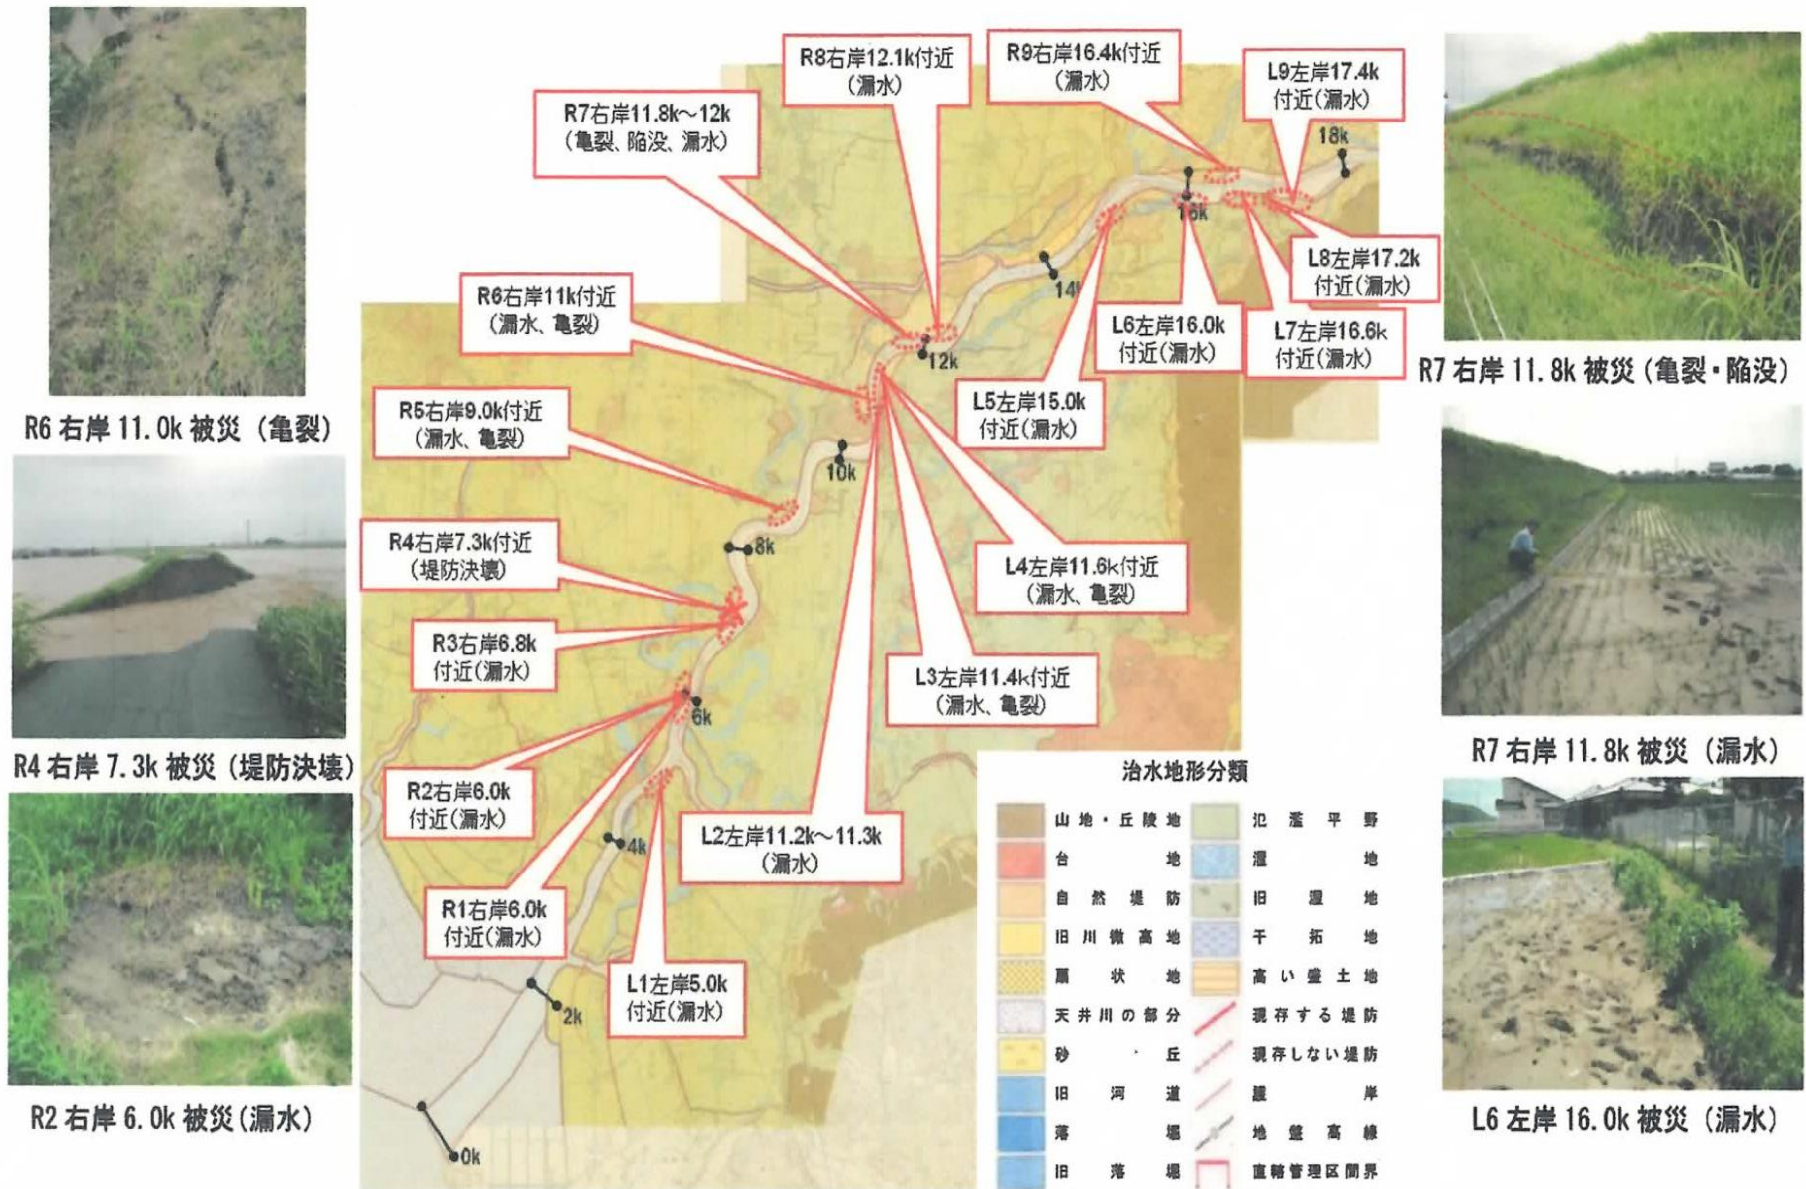 R8右岸12.1k付近
(漏水)
R9右岸16.4k付近
(漏水)
L9左岸17.4k
付近(漏水)
R7右岸11.8k～12k
(亀裂、陥没、漏水)
18k
16k
L8左岸17.2k
付近(漏水)
R6右岸11k付近
(漏水、亀裂)
14k
L6左岸16.0k
付近(漏水)
L7左岸16.6k
付近(漏水)
12k
R7 右岸 11.8k 被災 (亀裂・陥没)
R5右岸9.0k付近
(漏水、亀裂)
L5左岸15.0k
付近(漏水)
R6 右岸 11.0k 被災 (亀裂)
10k
R4右岸7.3k付近
(堤防決壊)
8k
L4左岸11.6k付近
(漏水、亀裂)
R3右岸6.8k
付近(漏水)
L3左岸11.4k付近
(漏水、亀裂)
6k
R4 右岸 7.3k 被災 (堤防決壊)
R7 右岸 11.8k 被災 (漏水)
R2右岸6.0k
付近(漏水)
L2左岸11.2k～11.3k
(漏水)
4k
R1右岸6.0k
付近(漏水)
L1左岸5.0k
付近(漏水)
2k
0k
R2 右岸 6.0k 被災(漏水)
L6 左岸 16.0k 被災 (漏水)
治水地形分類
山地・丘陵地
台地
自然堤防
旧川微高地
扇状地
天井川の部分
砂・丘
旧河道
落堀
旧落堀
氾濫平野
湿地
旧湿地
干拓地
高い盛土地
現存する堤防
現存しない堤防
護岸
地盤高線
直轄管理区間界